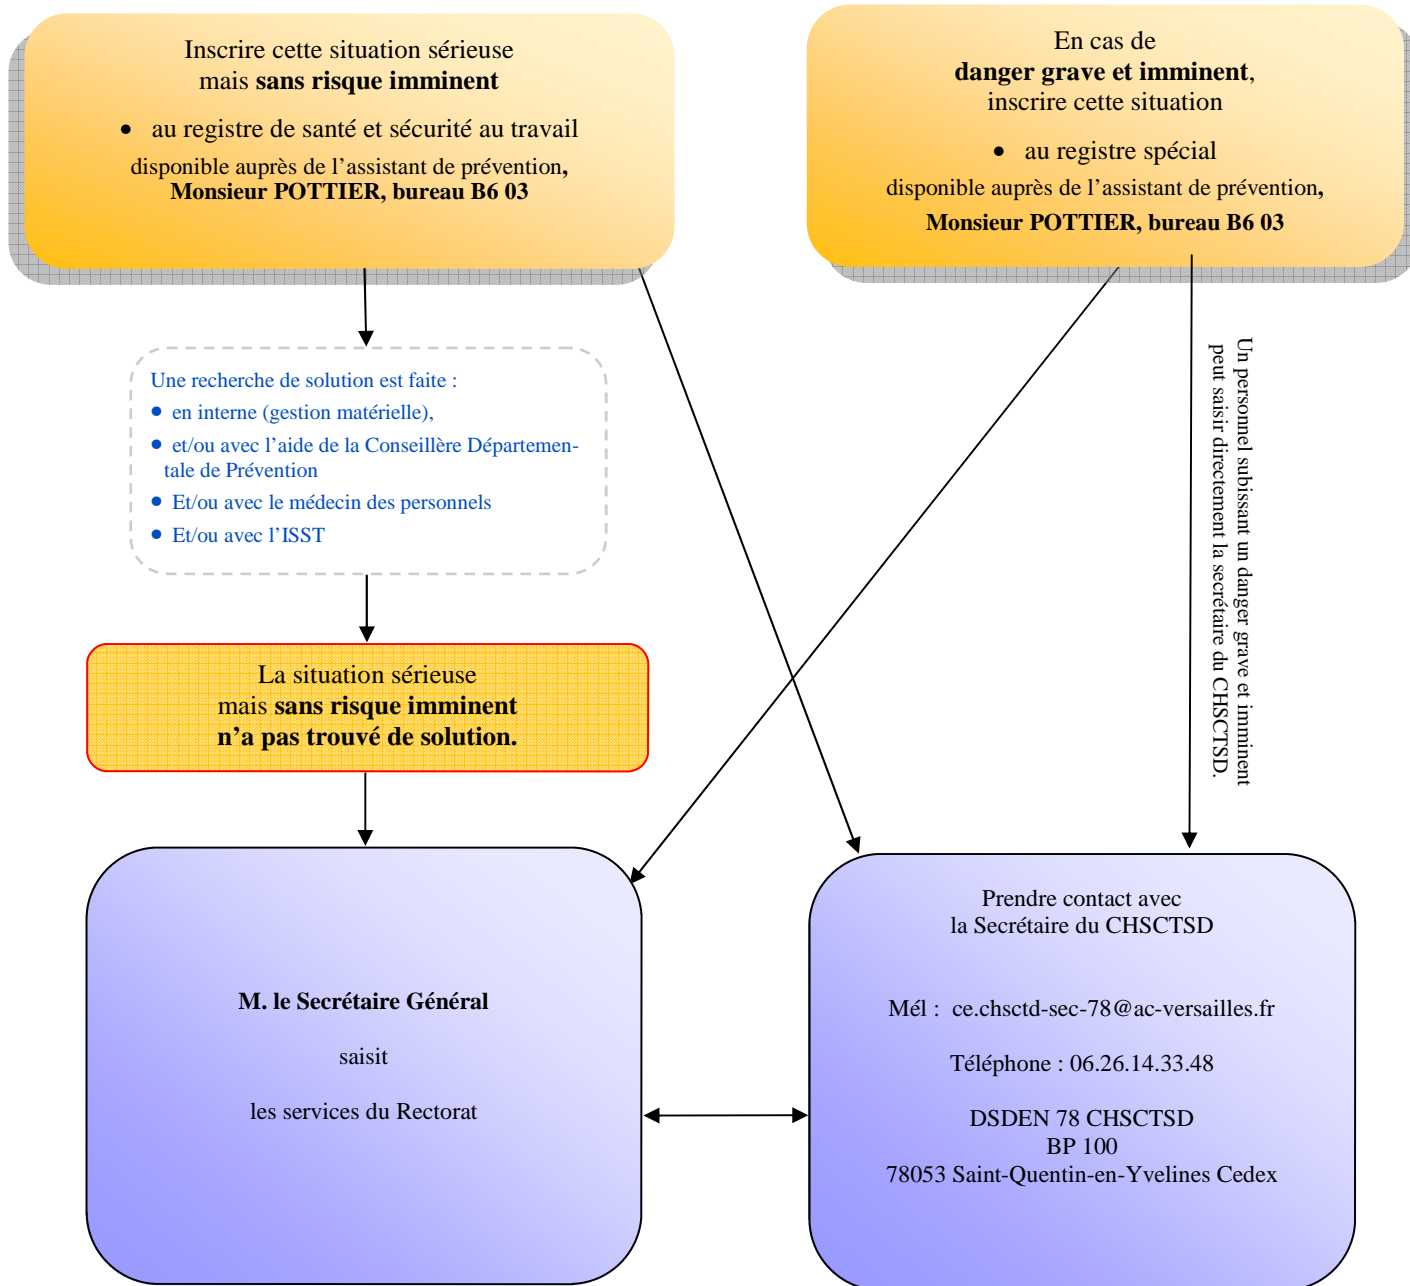 Inscrire cette situation sérieuse
mais sans risque imminent
• au registre de santé et sécurité au travail
disponible auprès de l’assistant de prévention,
Monsieur POTTIER, bureau B6 03
En cas de
danger grave et imminent,
inscrire cette situation
• au registre spécial
disponible auprès de l’assistant de prévention,
Monsieur POTTIER, bureau B6 03
Une recherche de solution est faite :
• en interne (gestion matérielle),
• et/ou avec l’aide de la Conseillère Départemen-
tale de Prévention
• Et/ou avec le médecin des personnels
• Et/ou avec l’ISST
Un personnel subissant un danger grave et imminent
peut saisir directement la secrétaire du CHSCTSD.
La situation sérieuse
mais sans risque imminent
n’a pas trouvé de solution.
M. le Secrétaire Général
saisit
les services du Rectorat
Prendre contact avec
la Secrétaire du CHSCTSD
Mél : ce.chsctd-sec-78@ac-versailles.fr
Téléphone : 06.26.14.33.48
DSDEN 78 CHSCTSD
BP 100
78053 Saint-Quentin-en-Yvelines Cedex